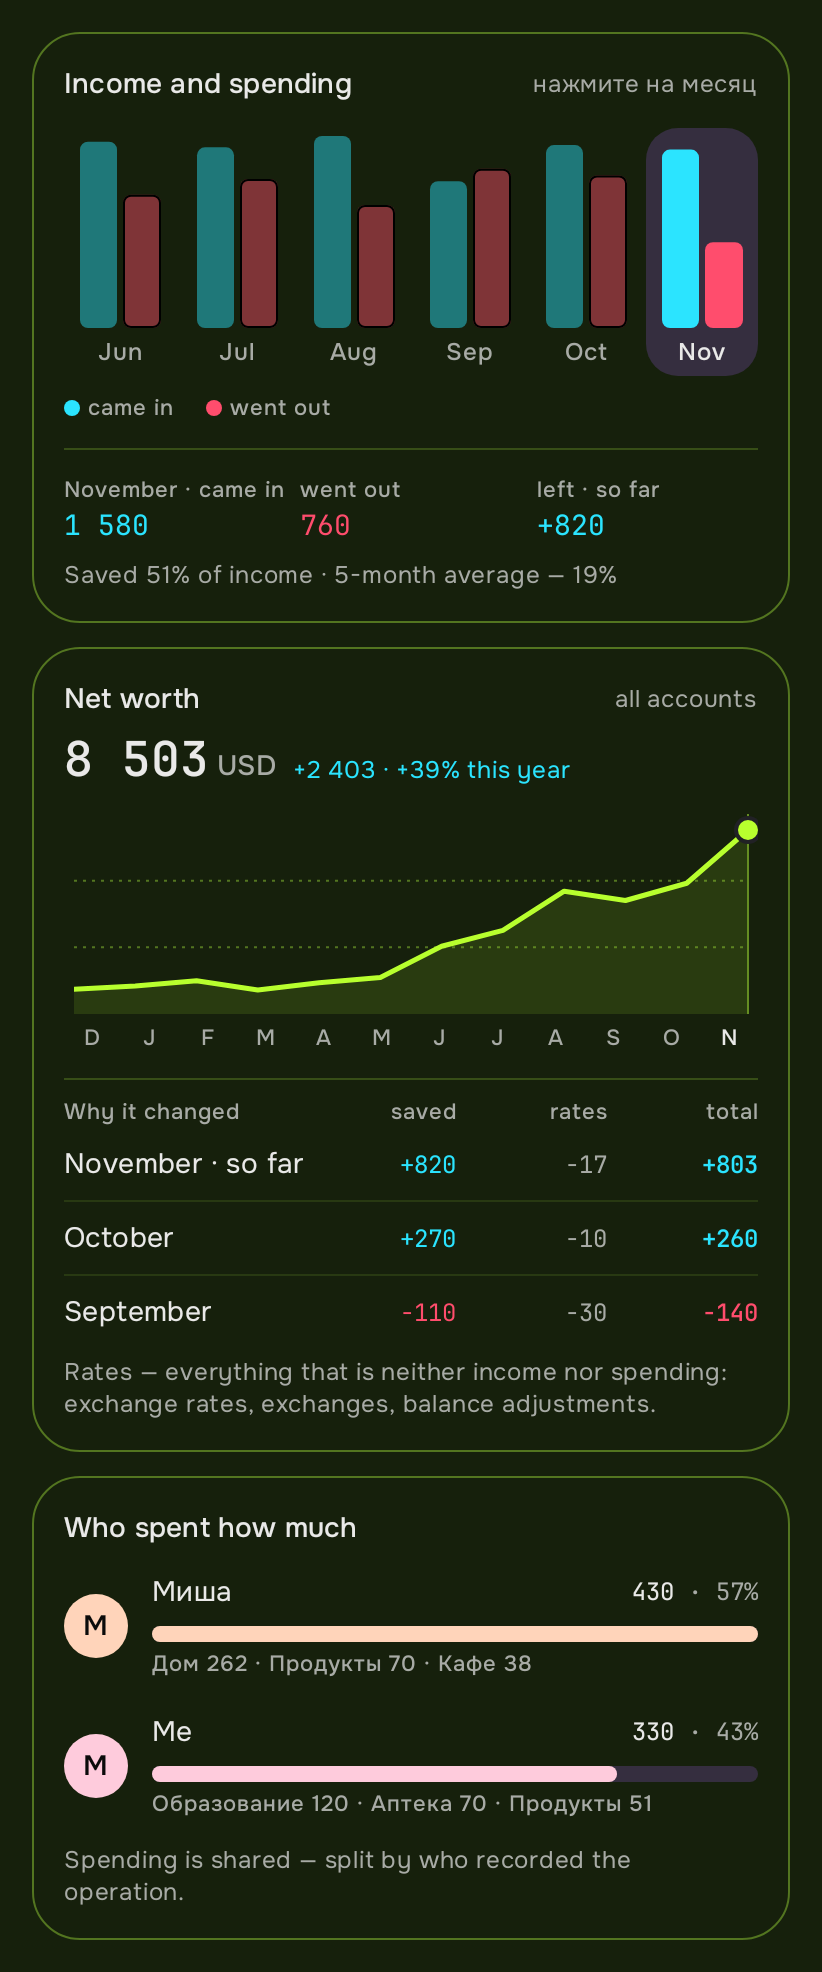 Income and spending нажмите на месяц
Jun Jul Aug Sep Oct Nov
came in went out
November · came in went out left · so far
1 580 760 +820
Saved 51% of income · 5-month average — 19%
Net worth all accounts
8 503 USD +2 403 · +39% this year
D J F M A M J J A S O N
Why it changed saved rates total
November · so far +820 -17 +803
October +270 -10 +260
September -110 -30 -140
Rates — everything that is neither income nor spending:
exchange rates, exchanges, balance adjustments.
Who spent how much
Миша 430 · 57%
М
Дом 262 · Продукты 70 · Кафе 38
Me 330 · 43%
M
Образование 120 · Аптека 70 · Продукты 51
Spending is shared — split by who recorded the
operation.